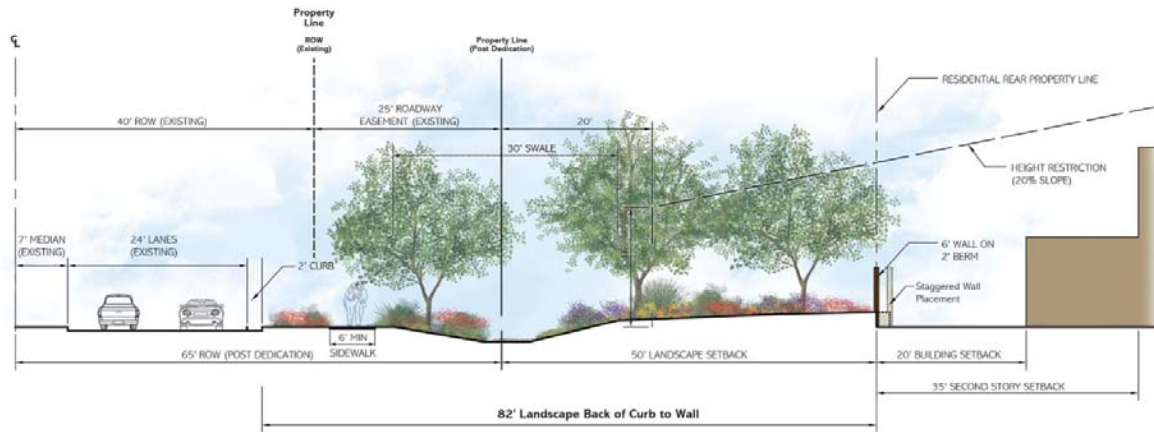 Property
Line
ROW
(Existing)
Property Line
(Post Dedication)
℄
RESIDENTIAL REAR PROPERTY LINE
25' ROADWAY
EASEMENT (EXISTING)
40' ROW (EXISTING)
20'
30' SWALE
HEIGHT RESTRICTION
(20% SLOPE)
7' MEDIAN
(EXISTING)
24' LANES
(EXISTING)
2' CURB
6' WALL ON
2' BERM
Staggered Wall
Placement
6' MIN
SIDEWALK
65' ROW (POST DEDICATION)
50' LANDSCAPE SETBACK
20' BUILDING SETBACK
35' SECOND STORY SETBACK
82' Landscape Back of Curb to Wall